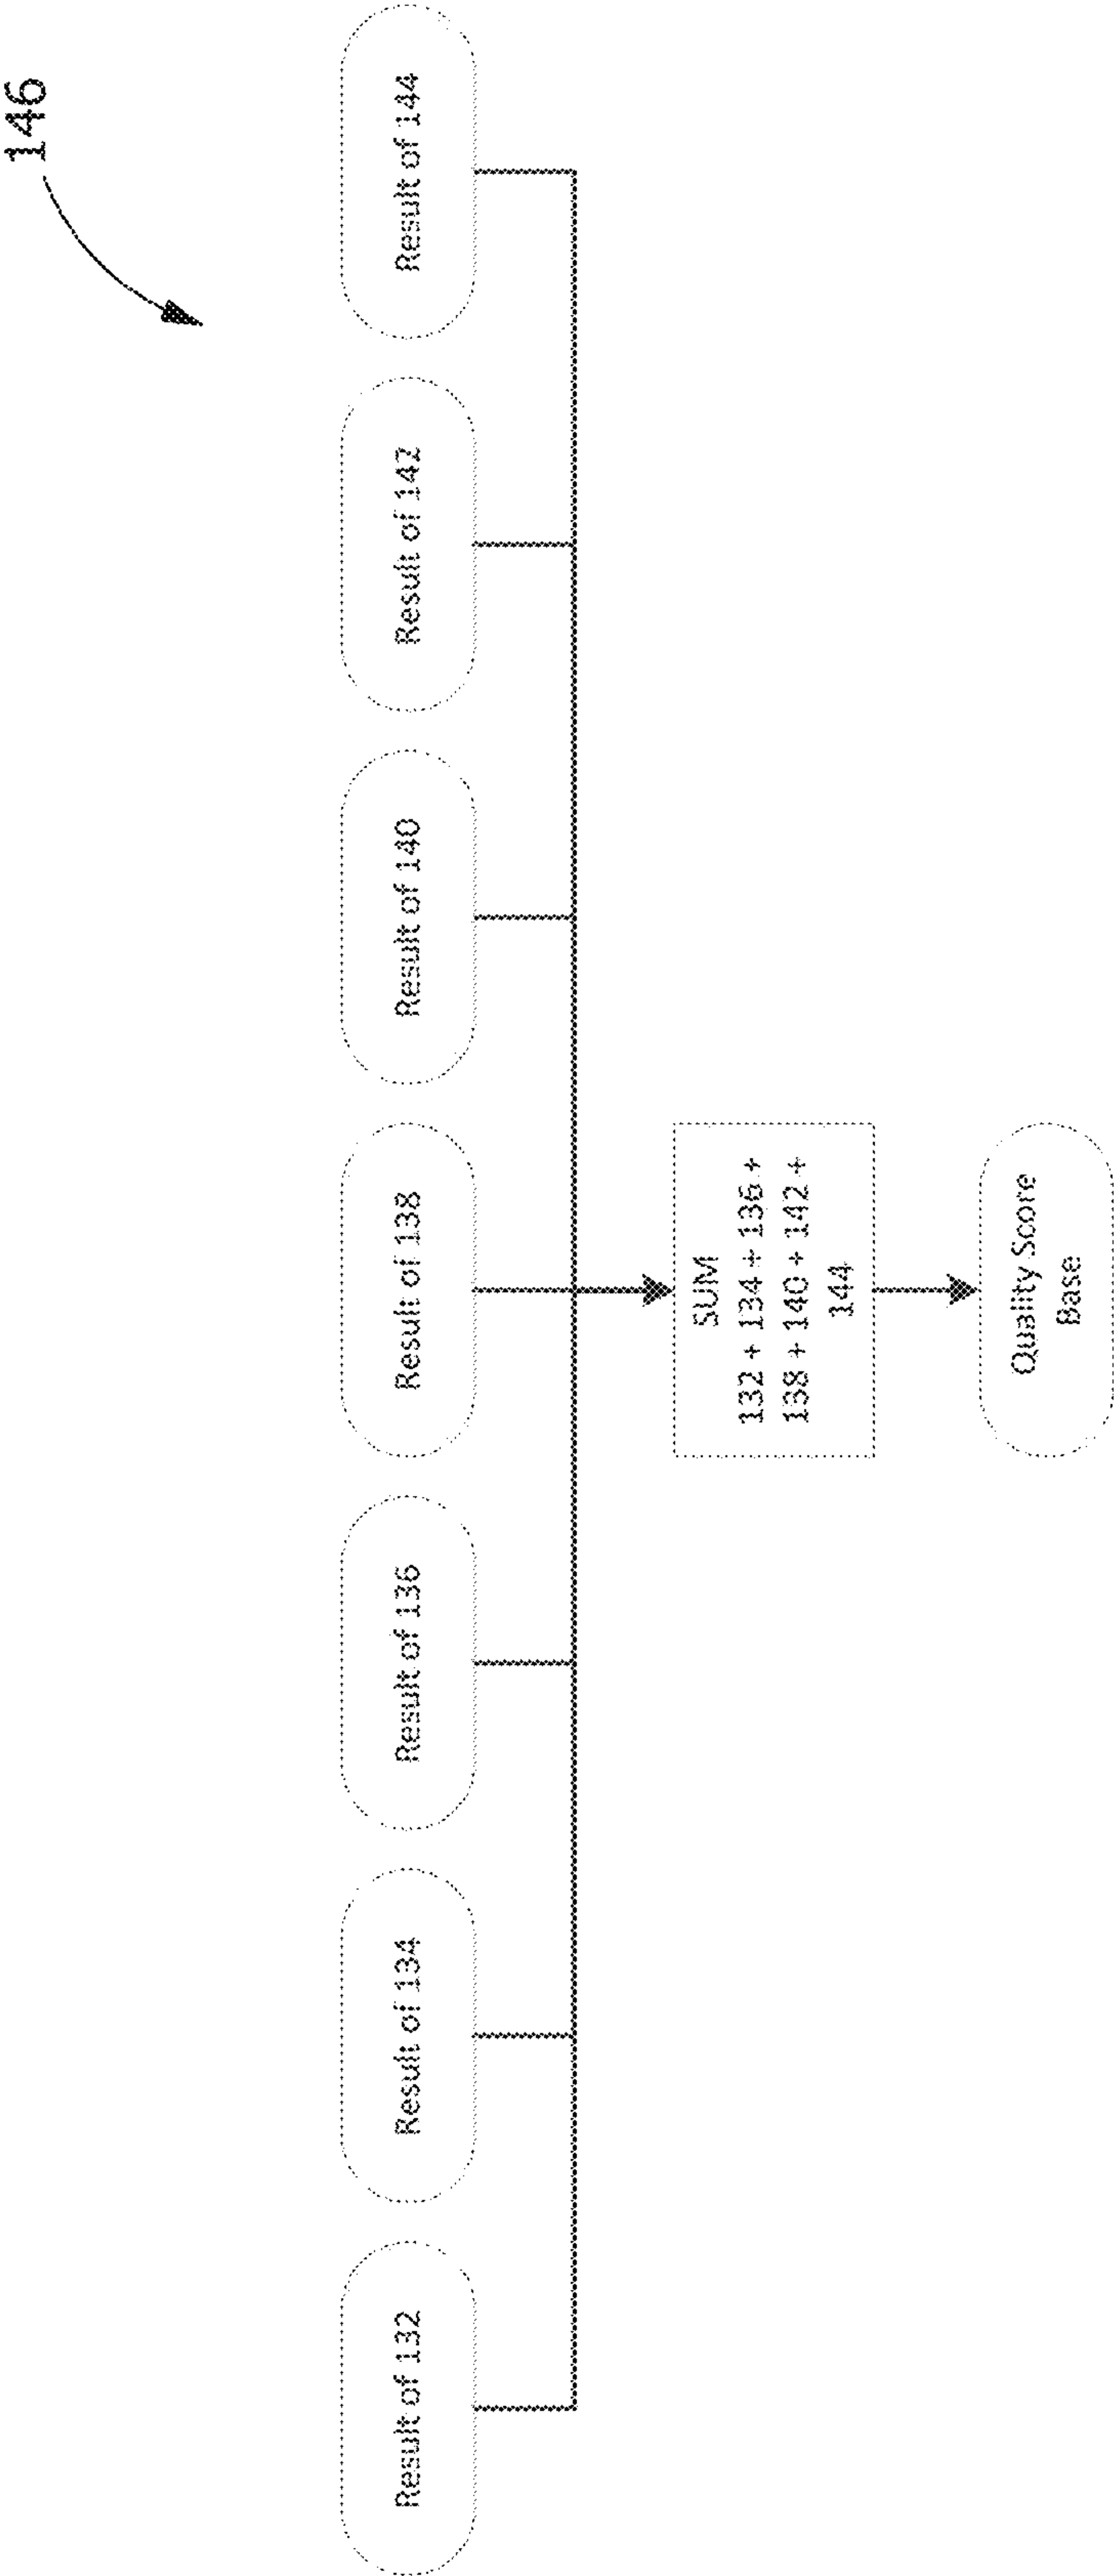 146
Result of 132
Result of 134
Result of 136
Result of 138
Result of 140
Result of 142
Result of 144
SUM
132 + 134 + 136 +
138 + 140 + 142 +
144
Quality Score
Base